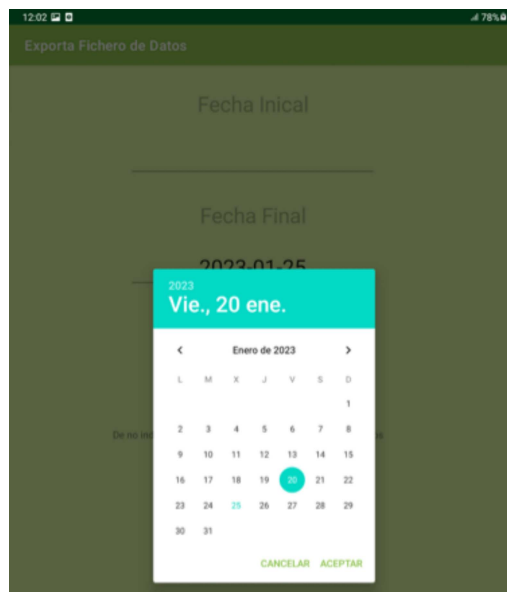 12:02 78%
Exporta Fichero de Datos
Fecha Inical
Fecha Final
2023-01-25
2023
Vie., 20 ene.
Enero de 2023
L M X J V S D
1
2 3 4 5 6 7 8
De no
9 10 11 12 13 14 15
16 17 18 19 20 21 22
23 24 25 26 27 28 29
30 31
CANCELAR ACEPTAR